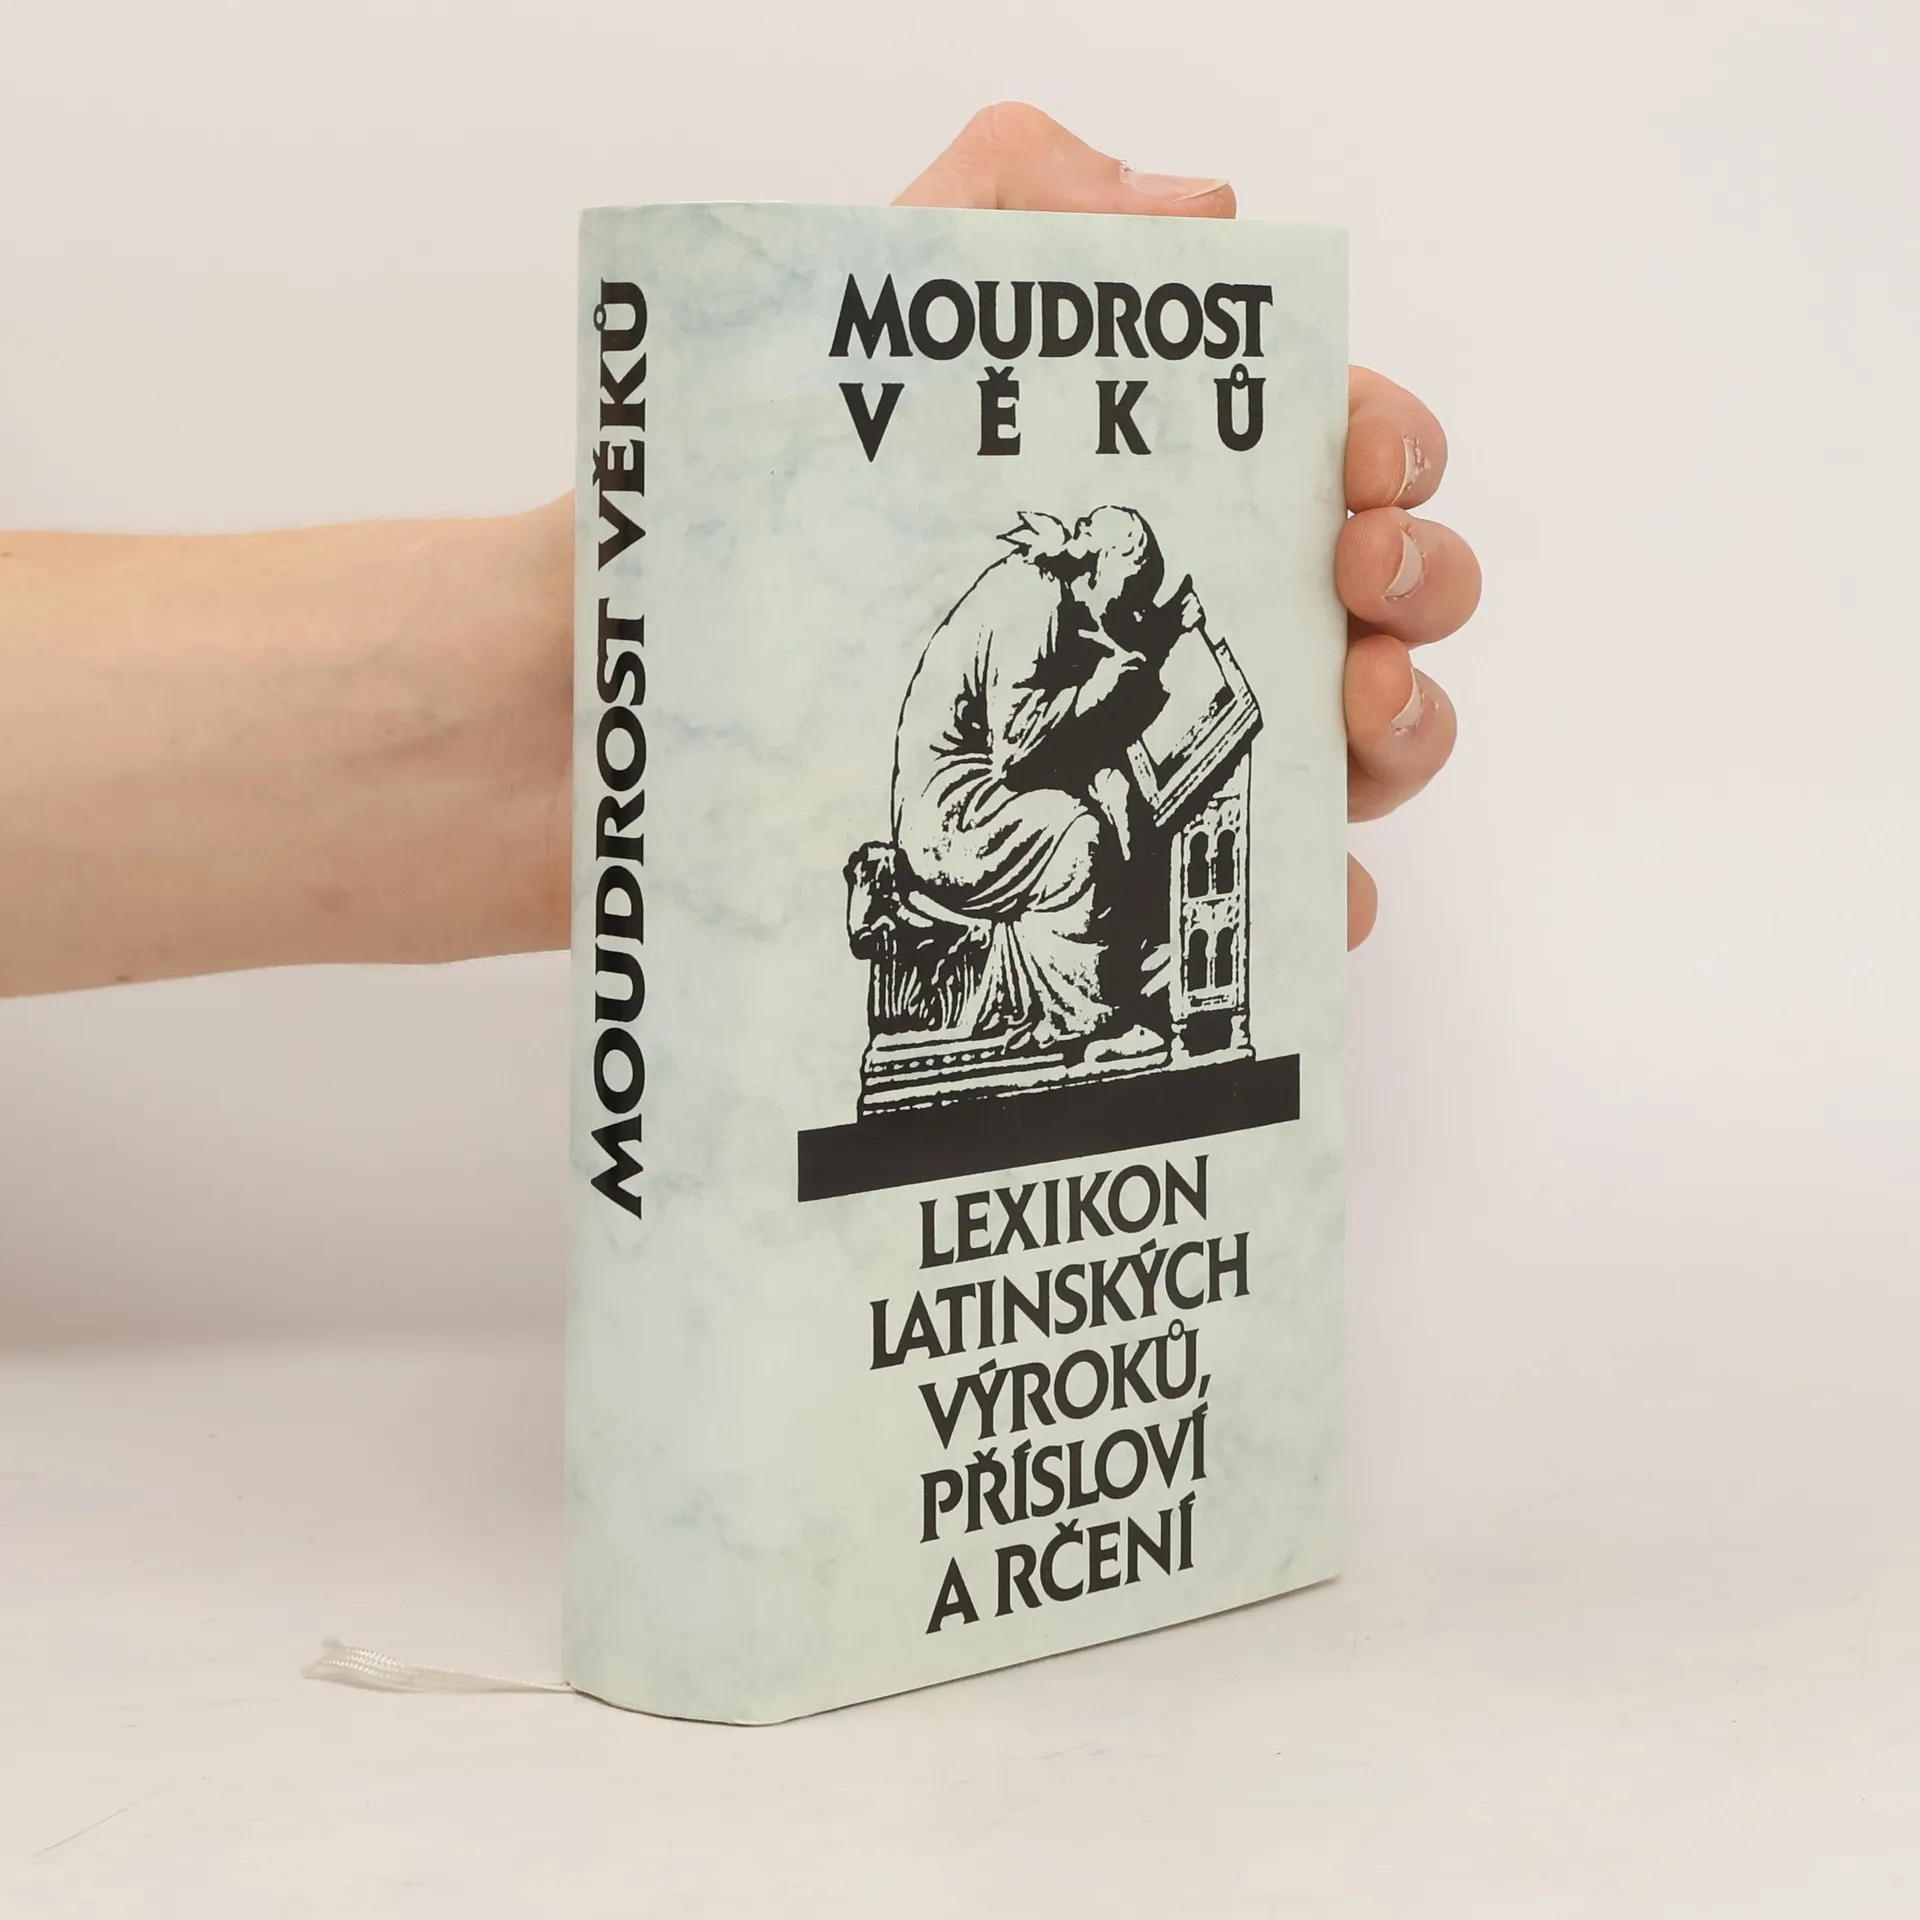 MOUDROST VĚKŮ
MOUDROST
VĚKŮ
LEXIKON
LATINSKÝCH
VÝROKŮ,
PŘÍSLOVÍ
A RČENÍ